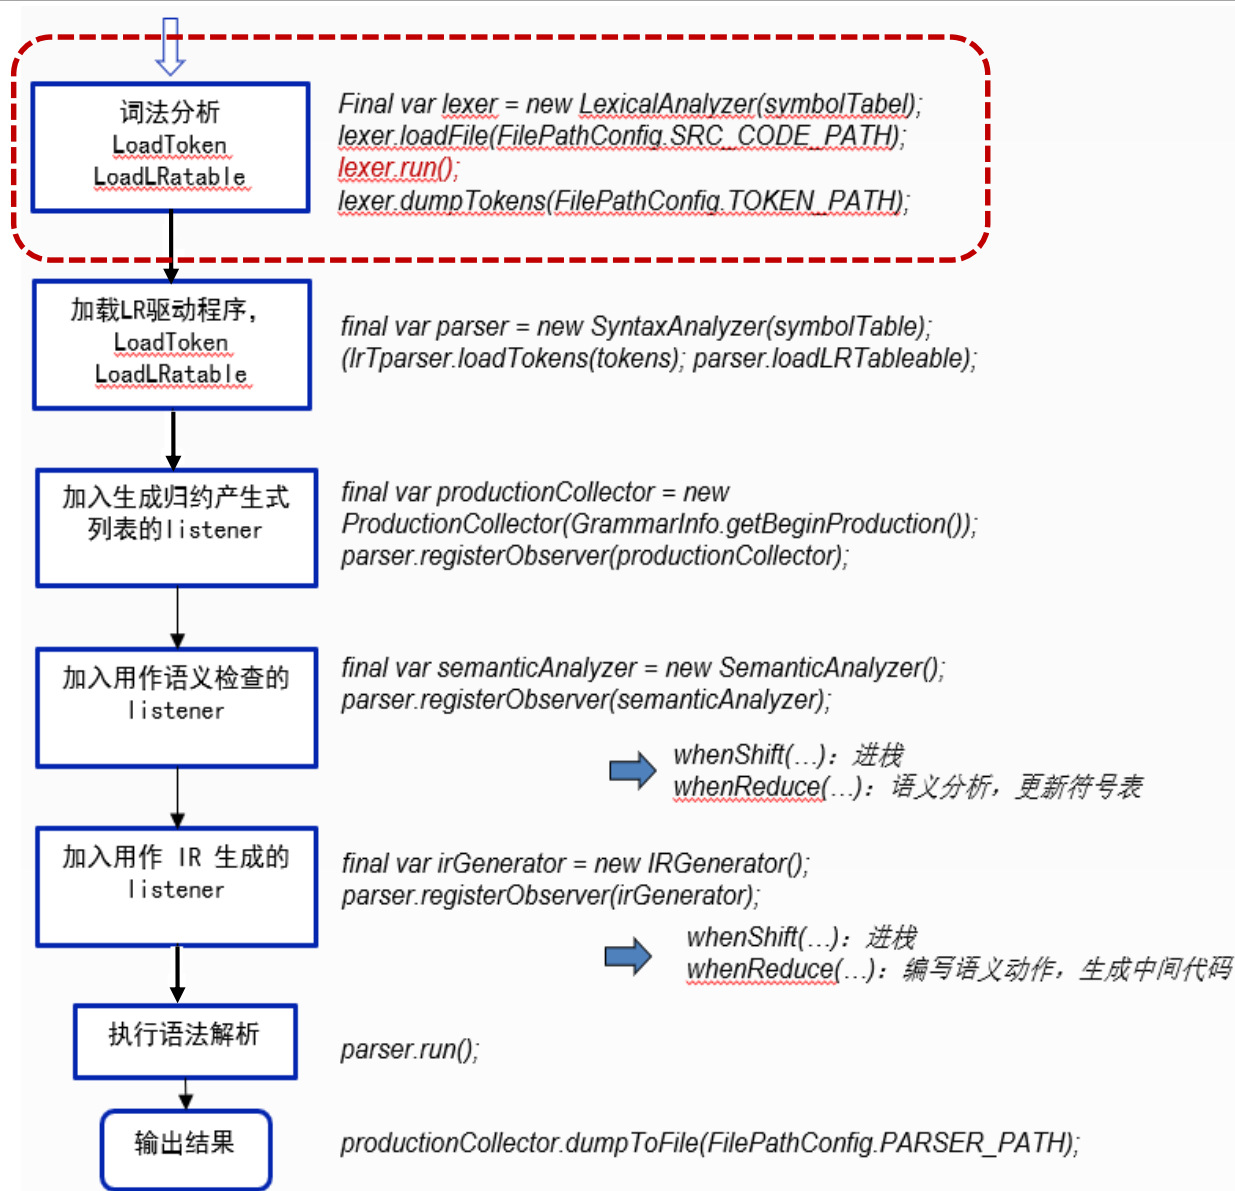 词法分析
LoadToken
LoadLRatable
Final var lexer = new LexicalAnalyzer(symbolTabel);
lexer.loadFile(FilePathConfig.SRC_CODE_PATH);
lexer.run();
lexer.dumpTokens(FilePathConfig.TOKEN_PATH);
加载LR驱动程序，
LoadToken
LoadLRatable
final var parser = new SyntaxAnalyzer(symbolTable);
(lrTparser.loadTokens(tokens); parser.loadLRTableable);
加入生成归约产生式
列表的listener
final var productionCollector = new
ProductionCollector(GrammarInfo.getBeginProduction());
parser.registerObserver(productionCollector);
加入用作语义检查的
listener
final var semanticAnalyzer = new SemanticAnalyzer();
parser.registerObserver(semanticAnalyzer);
whenShift(…)：进栈
whenReduce(…)：语义分析，更新符号表
加入用作 IR 生成的
listener
final var irGenerator = new IRGenerator();
parser.registerObserver(irGenerator);
whenShift(…)：进栈
whenReduce(…)：编写语义动作，生成中间代码
执行语法解析
parser.run();
输出结果
productionCollector.dumpToFile(FilePathConfig.PARSER_PATH);